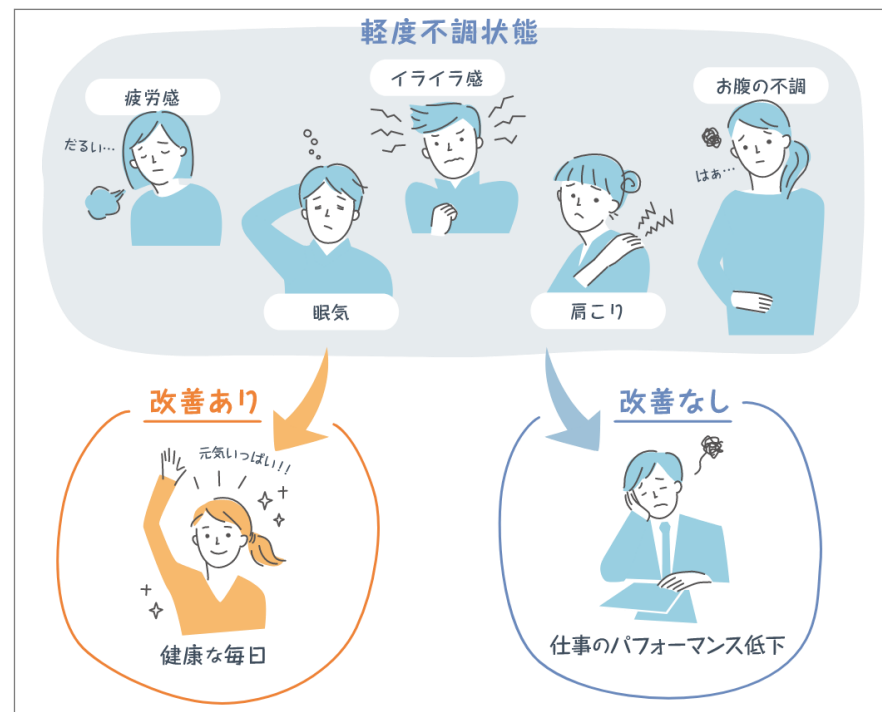 軽度不調状態
疲労感
だるい…
イライラ感
お腹の不調
はぁ…
眠気
肩こり
改善あり
元気いっぱい!!
健康な毎日
改善なし
仕事のパフォーマンス低下